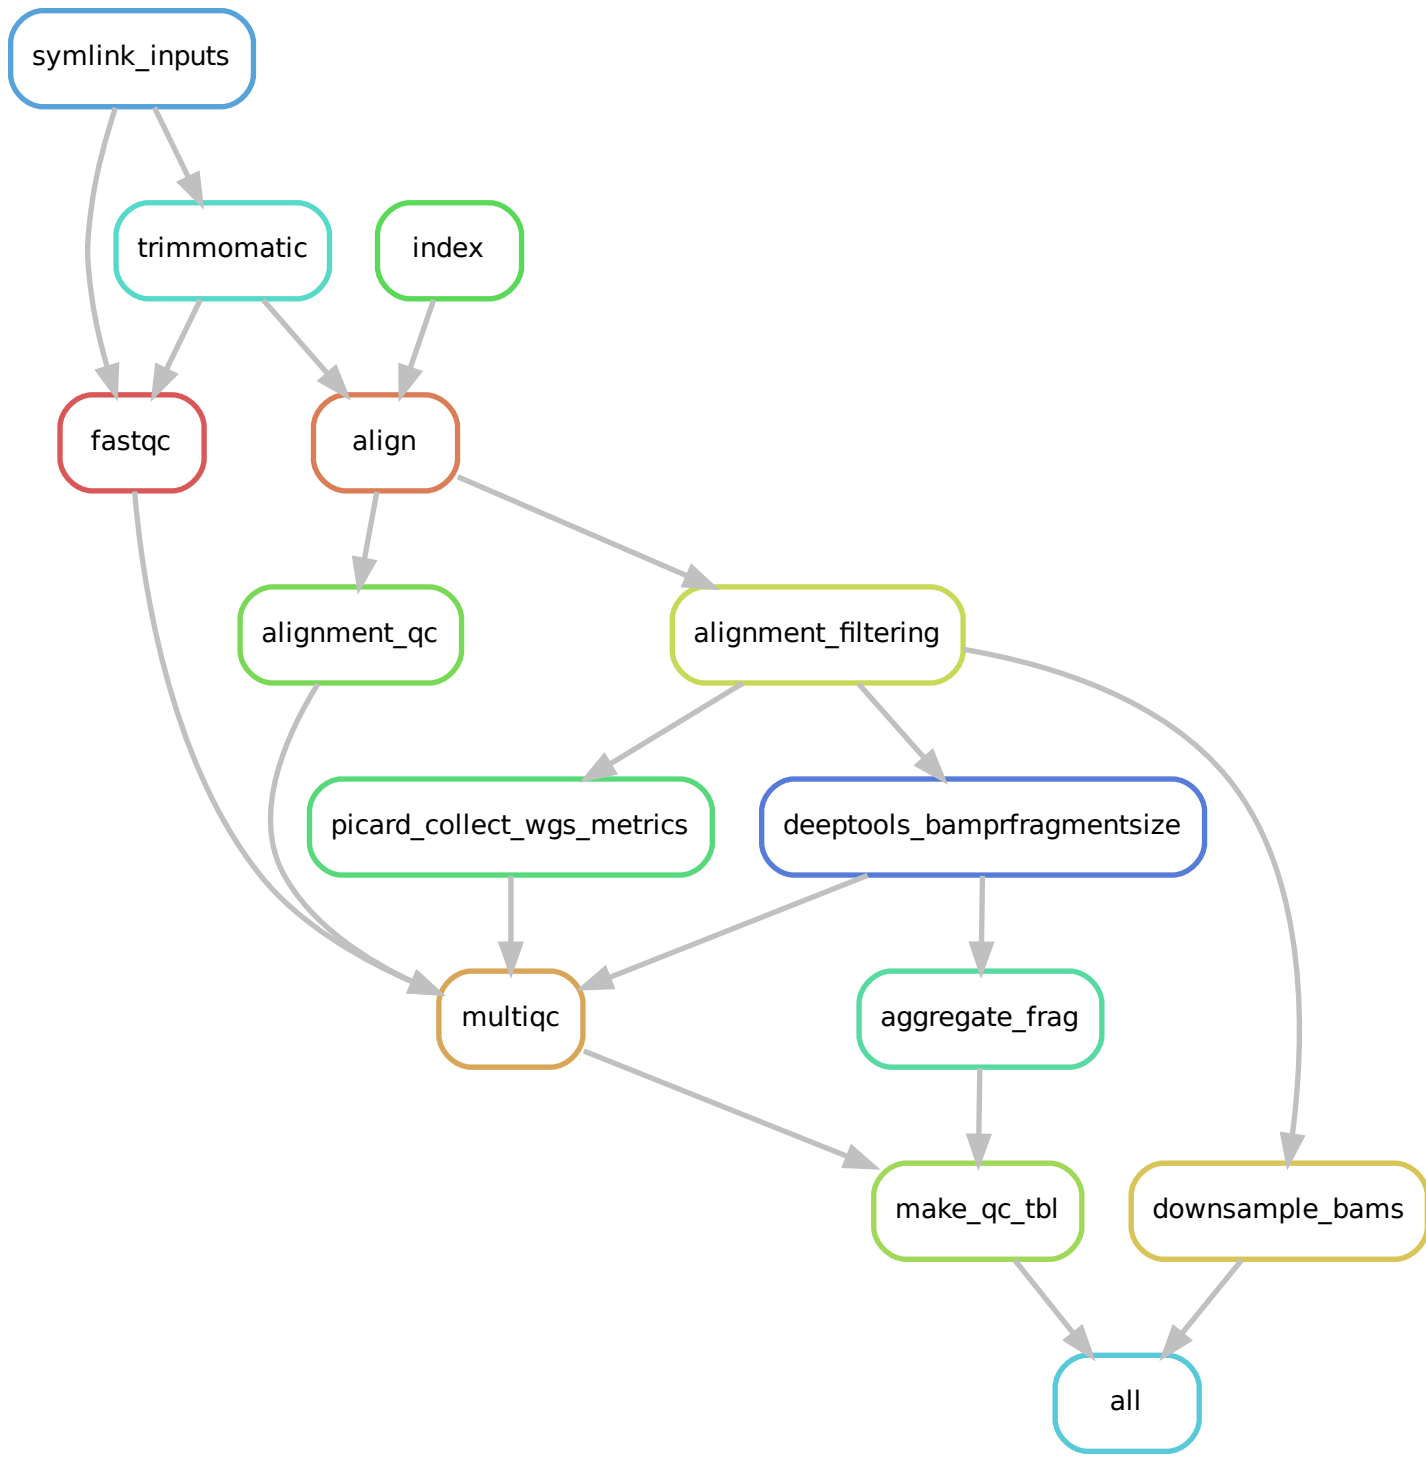 symlink_inputs
trimmomatic
index
fastqc
align
alignment_qc
alignment_filtering
picard_collect_wgs_metrics
deeptools_bamprfragmentsize
multiqc
aggregate_frag
make_qc_tbl
downsample_bams
all